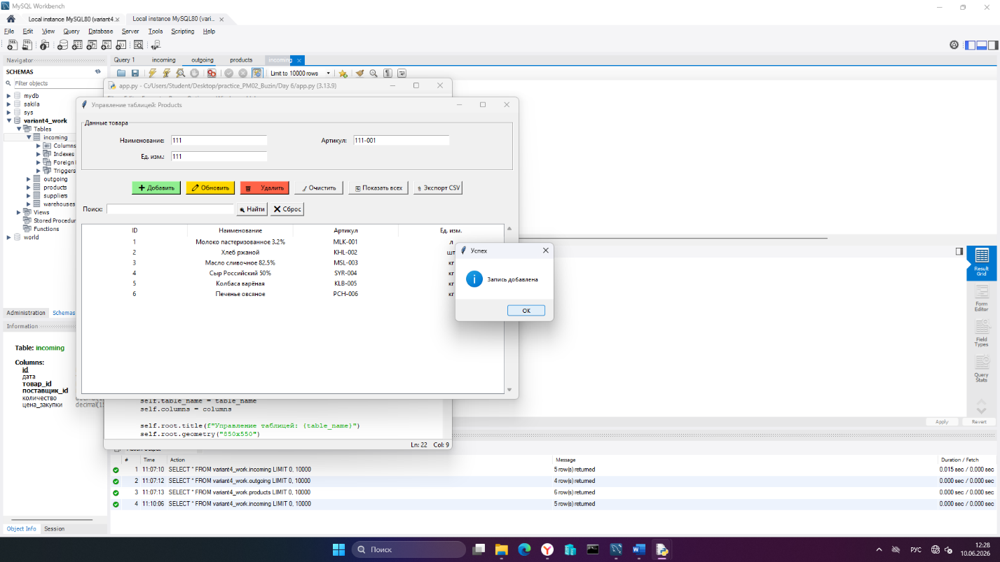 MySQL Workbench
Local instance MySQL80 (variant4... Local instance MySQL80 (vari...
File Edit View Query Database Server Tools Scripting Help
Navigator
Query 1 incoming outgoing products incoming
SCHEMAS
Limit to 10000 rows
Filter objects
app.py - C:/Users/Student/Desktop/practice_PM02_Buzin/Day 6/app.py (3.13.9)
mydb
sakila
sys
variant4_work
Tables
incoming
Columns
Indexes
Foreign
Triggers
outgoing
products
suppliers
warehouses
Views
Stored Procedur
Functions
world
Управление таблицей: Products
Данные товара
Наименование: 111 Артикул: 111-001
Ед. изм.: 111
Добавить Обновить Удалить Очистить Показать всех Экспорт CSV
Поиск: Найти Сброс
ID Наименование Артикул Ед. изм.
1 Молоко пастеризованное 3.2% MLK-001 л
2 Хлеб ржаной KHL-002 шт
3 Масло сливочное 82.5% MSL-003 кг
4 Сыр Российский 50% SYR-004 кг
5 Колбаса варёная KLB-005 кг
6 Печенье овсяное PCH-006 кг
Успех
Запись добавлена
OK
Result
Grid
Form
Editor
Field
Types
Query
Stats
Administration Schemas
Information
Table: incoming
Columns:
id
дата
товар_id
поставщик_id
количество
цена_закупки decimal(15
self.table_name = table_name
self.columns = columns
self.root.title(f"Управление таблицей: {table_name}")
self.root.geometry("850x550")
Ln: 22 Col: 9
Apply Revert
# Time Action Message Duration / Fetch
1 11:07:10 SELECT * FROM variant4_work.incoming LIMIT 0, 10000 5 row(s) returned 0.015 sec / 0.000 sec
2 11:07:12 SELECT * FROM variant4_work.outgoing LIMIT 0, 10000 4 row(s) returned 0.000 sec / 0.000 sec
3 11:07:13 SELECT * FROM variant4_work.products LIMIT 0, 10000 6 row(s) returned 0.000 sec / 0.000 sec
4 11:10:06 SELECT * FROM variant4_work.incoming LIMIT 0, 10000 5 row(s) returned 0.000 sec / 0.000 sec
Object Info Session
Поиск
РУС
12:28
10.06.2026